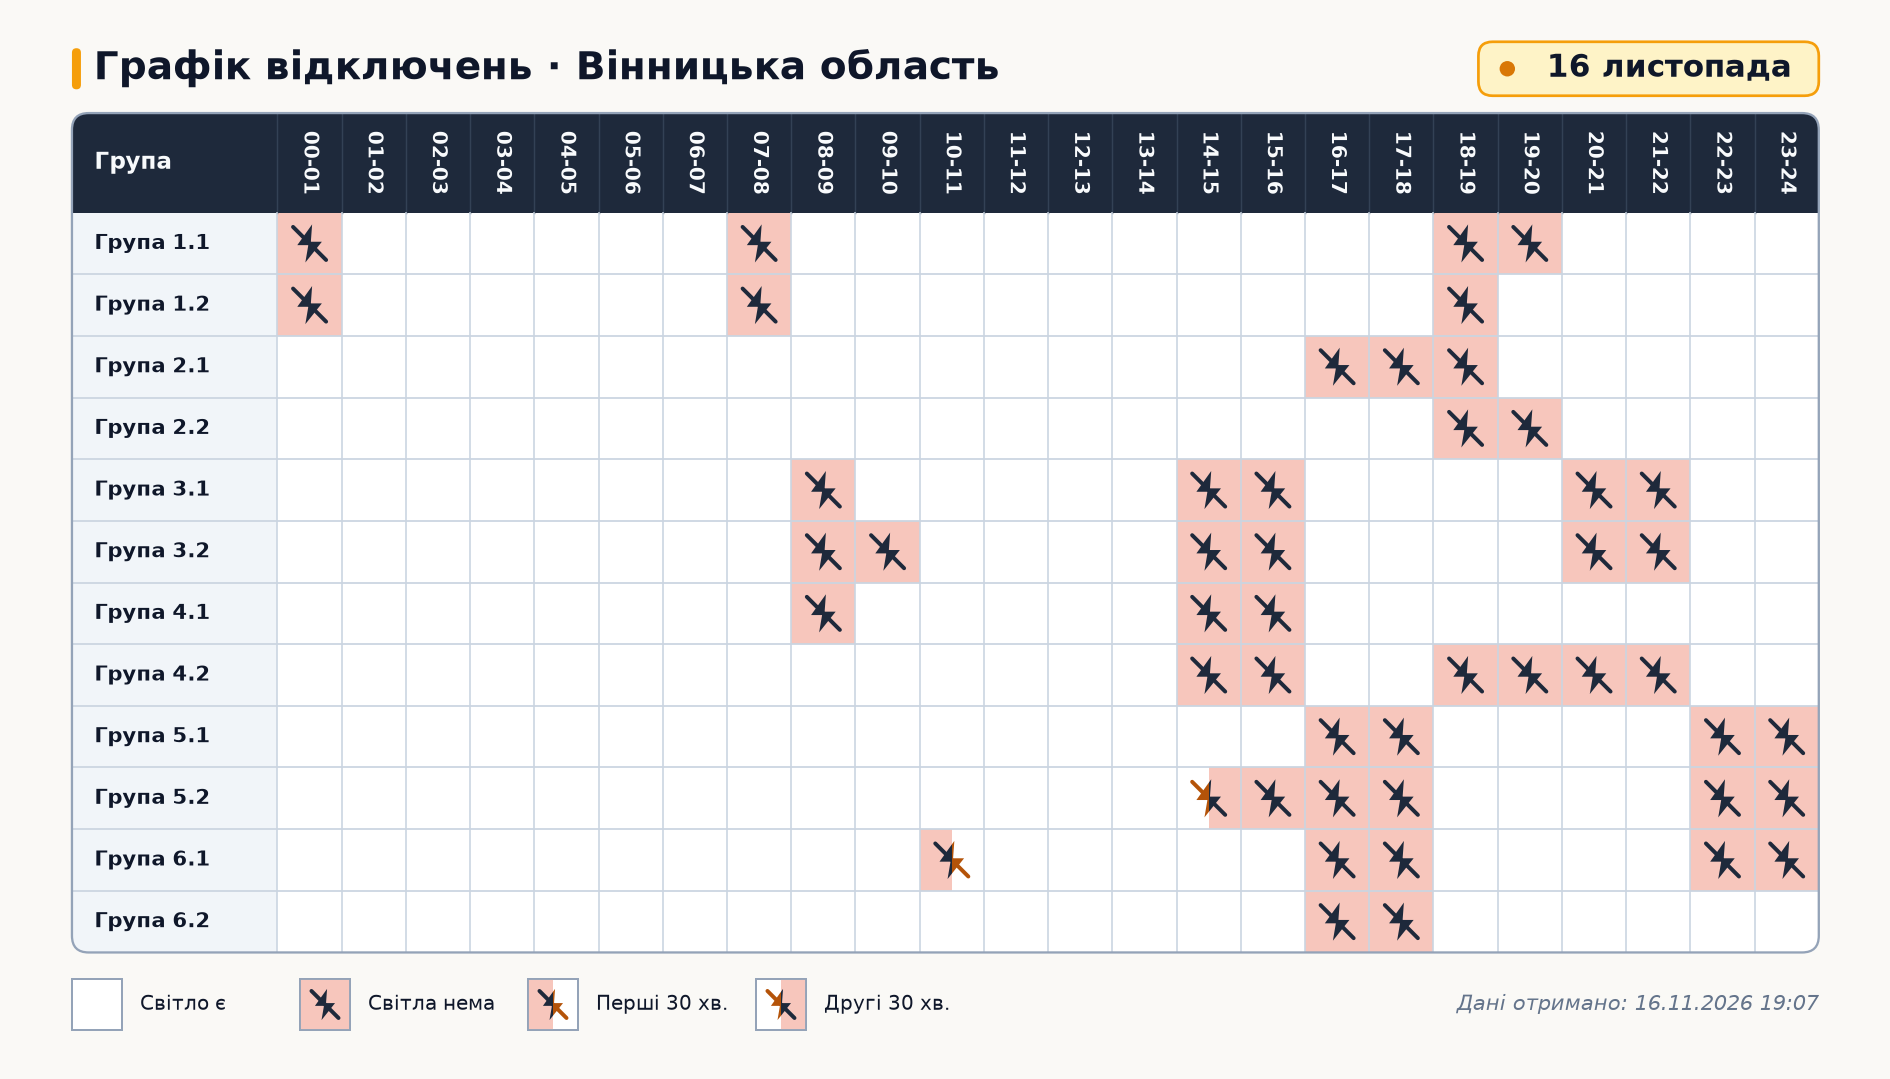 Графік відключень · Вінницька область
16 листопада
Група 00-01 01-02 02-03 03-04 04-05 05-06 06-07 07-08 08-09 09-10 10-11 11-12 12-13 13-14 14-15 15-16 16-17 17-18 18-19 19-20 20-21 21-22 22-23 23-24
Група 1.1
Група 1.2
Група 2.1
Група 2.2
Група 3.1
Група 3.2
Група 4.1
Група 4.2
Група 5.1
Група 5.2
Група 6.1
Група 6.2
Світло є Світла нема Перші 30 хв. Другі 30 хв.
Дані отримано: 16.11.2026 19:07